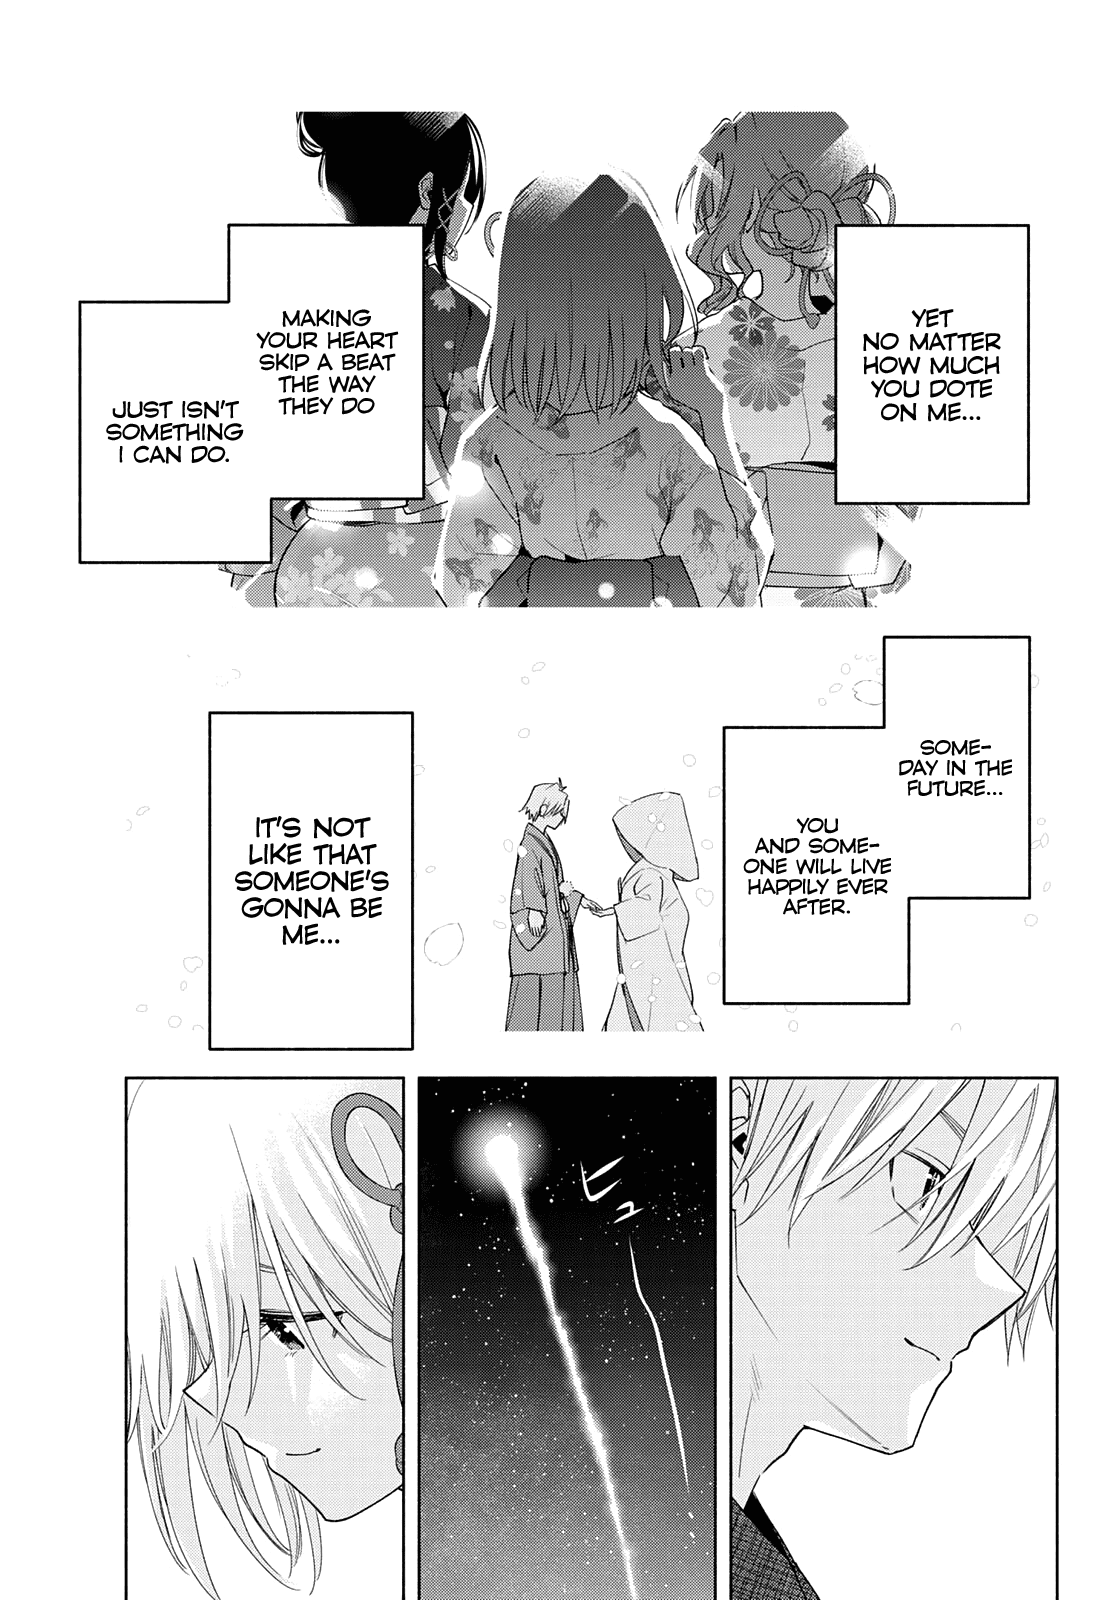 YET
NO MATTER
HOW MUCH
YOU DOTE
ON ME...
MAKING
YOUR HEART
SKIP A BEAT
THE WAY
THEY DO
JUST ISN'T
SOMETHING
I CAN DO.
SOME-
DAY IN THE
FUTURE...
YOU
AND SOME-
ONE WILL LIVE
HAPPILY EVER
AFTER.
IT'S NOT
LIKE THAT
SOMEONE'S
GONNA BE
ME...
ヒュ